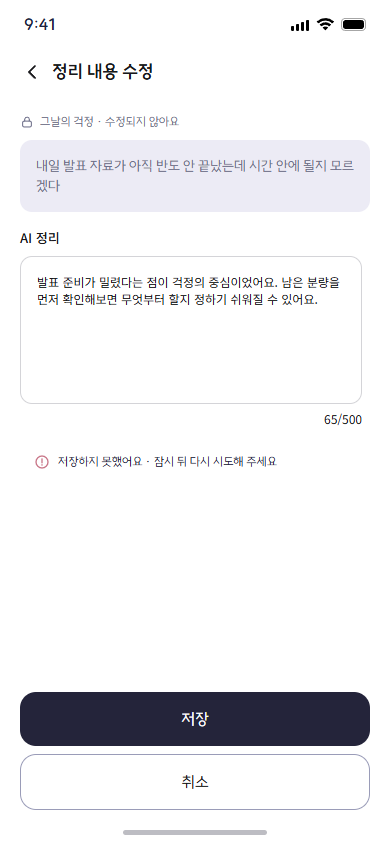 9:41
정리 내용 수정
그날의 걱정 · 수정되지 않아요
내일 발표 자료가 아직 반도 안 끝났는데 시간 안에 될지 모르
겠다
AI 정리
발표 준비가 밀렸다는 점이 걱정의 중심이었어요. 남은 분량을
먼저 확인해보면 무엇부터 할지 정하기 쉬워질 수 있어요.
65/500
저장하지 못했어요 · 잠시 뒤 다시 시도해 주세요
저장
취소